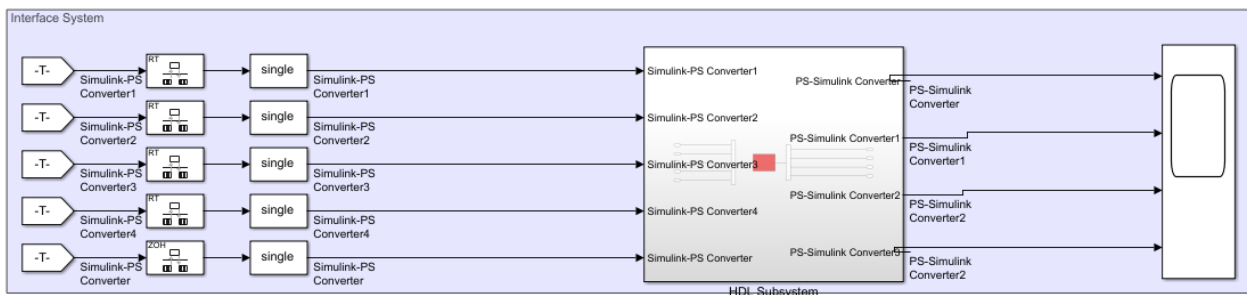 Interface System
-T-
Simulink-PS
Converter1
RT
single
Simulink-PS
Converter1
Simulink-PS Converter1
PS-Simulink Converter
PS-Simulink
Converter
-T-
Simulink-PS
Converter2
RT
single
Simulink-PS
Converter2
Simulink-PS Converter2
PS-Simulink Converter1
PS-Simulink
Converter1
-T-
Simulink-PS
Converter3
RT
single
Simulink-PS
Converter3
Simulink-PS Converter3
PS-Simulink Converter2
PS-Simulink
Converter2
-T-
Simulink-PS
Converter4
RT
single
Simulink-PS
Converter4
Simulink-PS Converter4
-T-
Simulink-PS
Converter
ZOH
single
Simulink-PS
Converter
Simulink-PS Converter
PS-Simulink Converter3
PS-Simulink
Converter2
HDL Subsystem